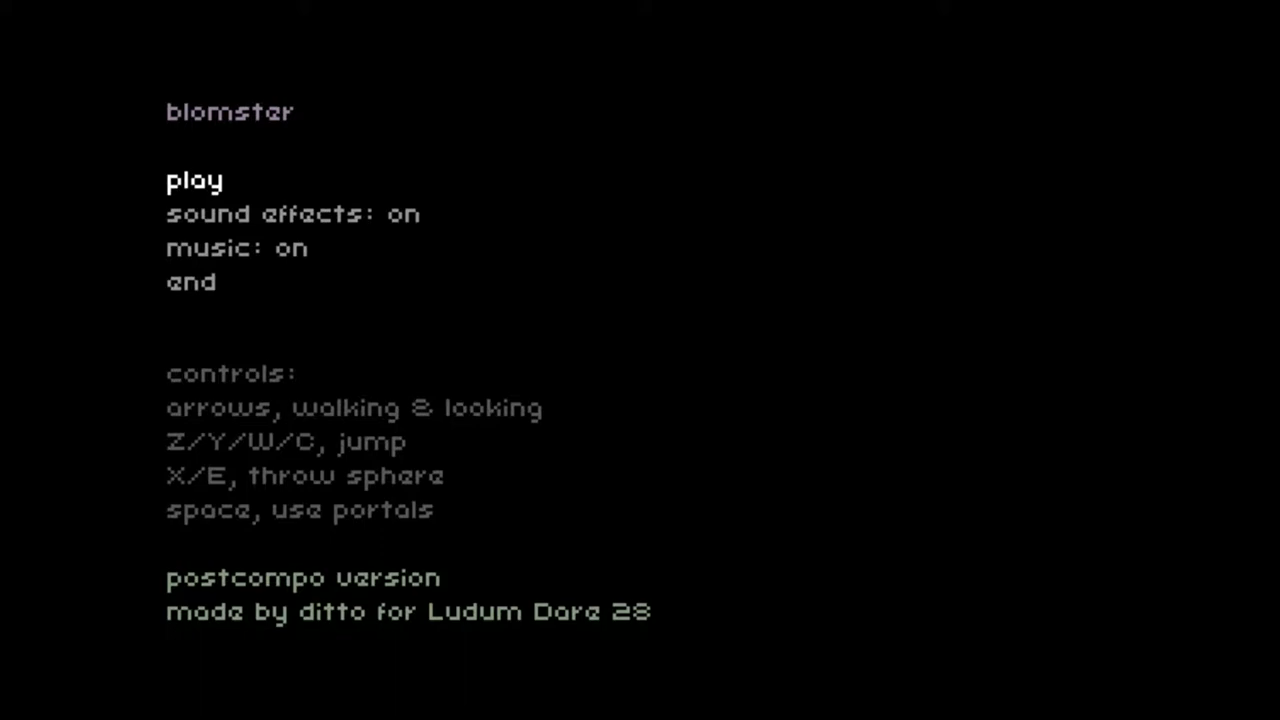 blomster
play
sound effects: on
music: on
end
controls:
arrows, walking & looking
Z/Y/W/C, jump
X/E, throw sphere
space, use portals
postcompo version
made by ditto for Ludum Dare 28